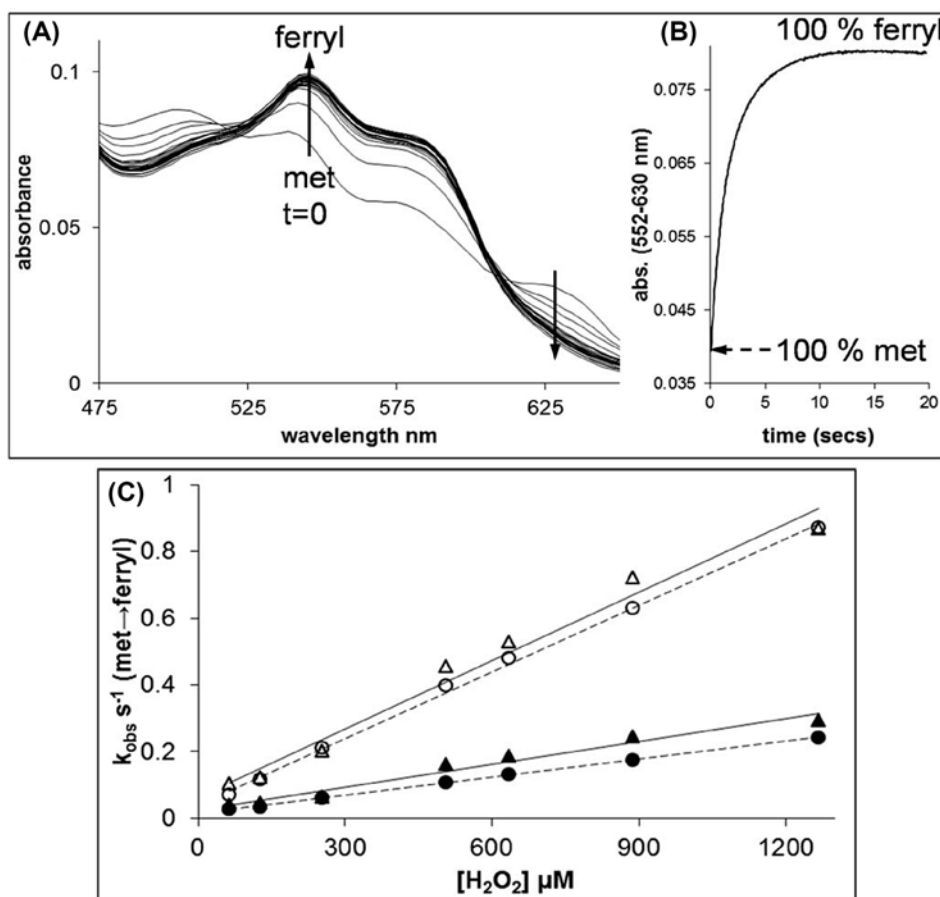 (A)
ferryl
0.1
0.05
0
absorbance
met
t=0
475
525
575
625
wavelength nm
(B)
100 % ferryl
0.080
0.065
0.055
0.045
0.035
abs. (552-630 nm)
100 % met
0
5
10
15
20
time (secs)
(C)
1
0.8
0.6
0.4
0.2
0
k_obs s⁻¹ (met→ferryl)
0
300
600
900
1200
[H₂O₂] µM